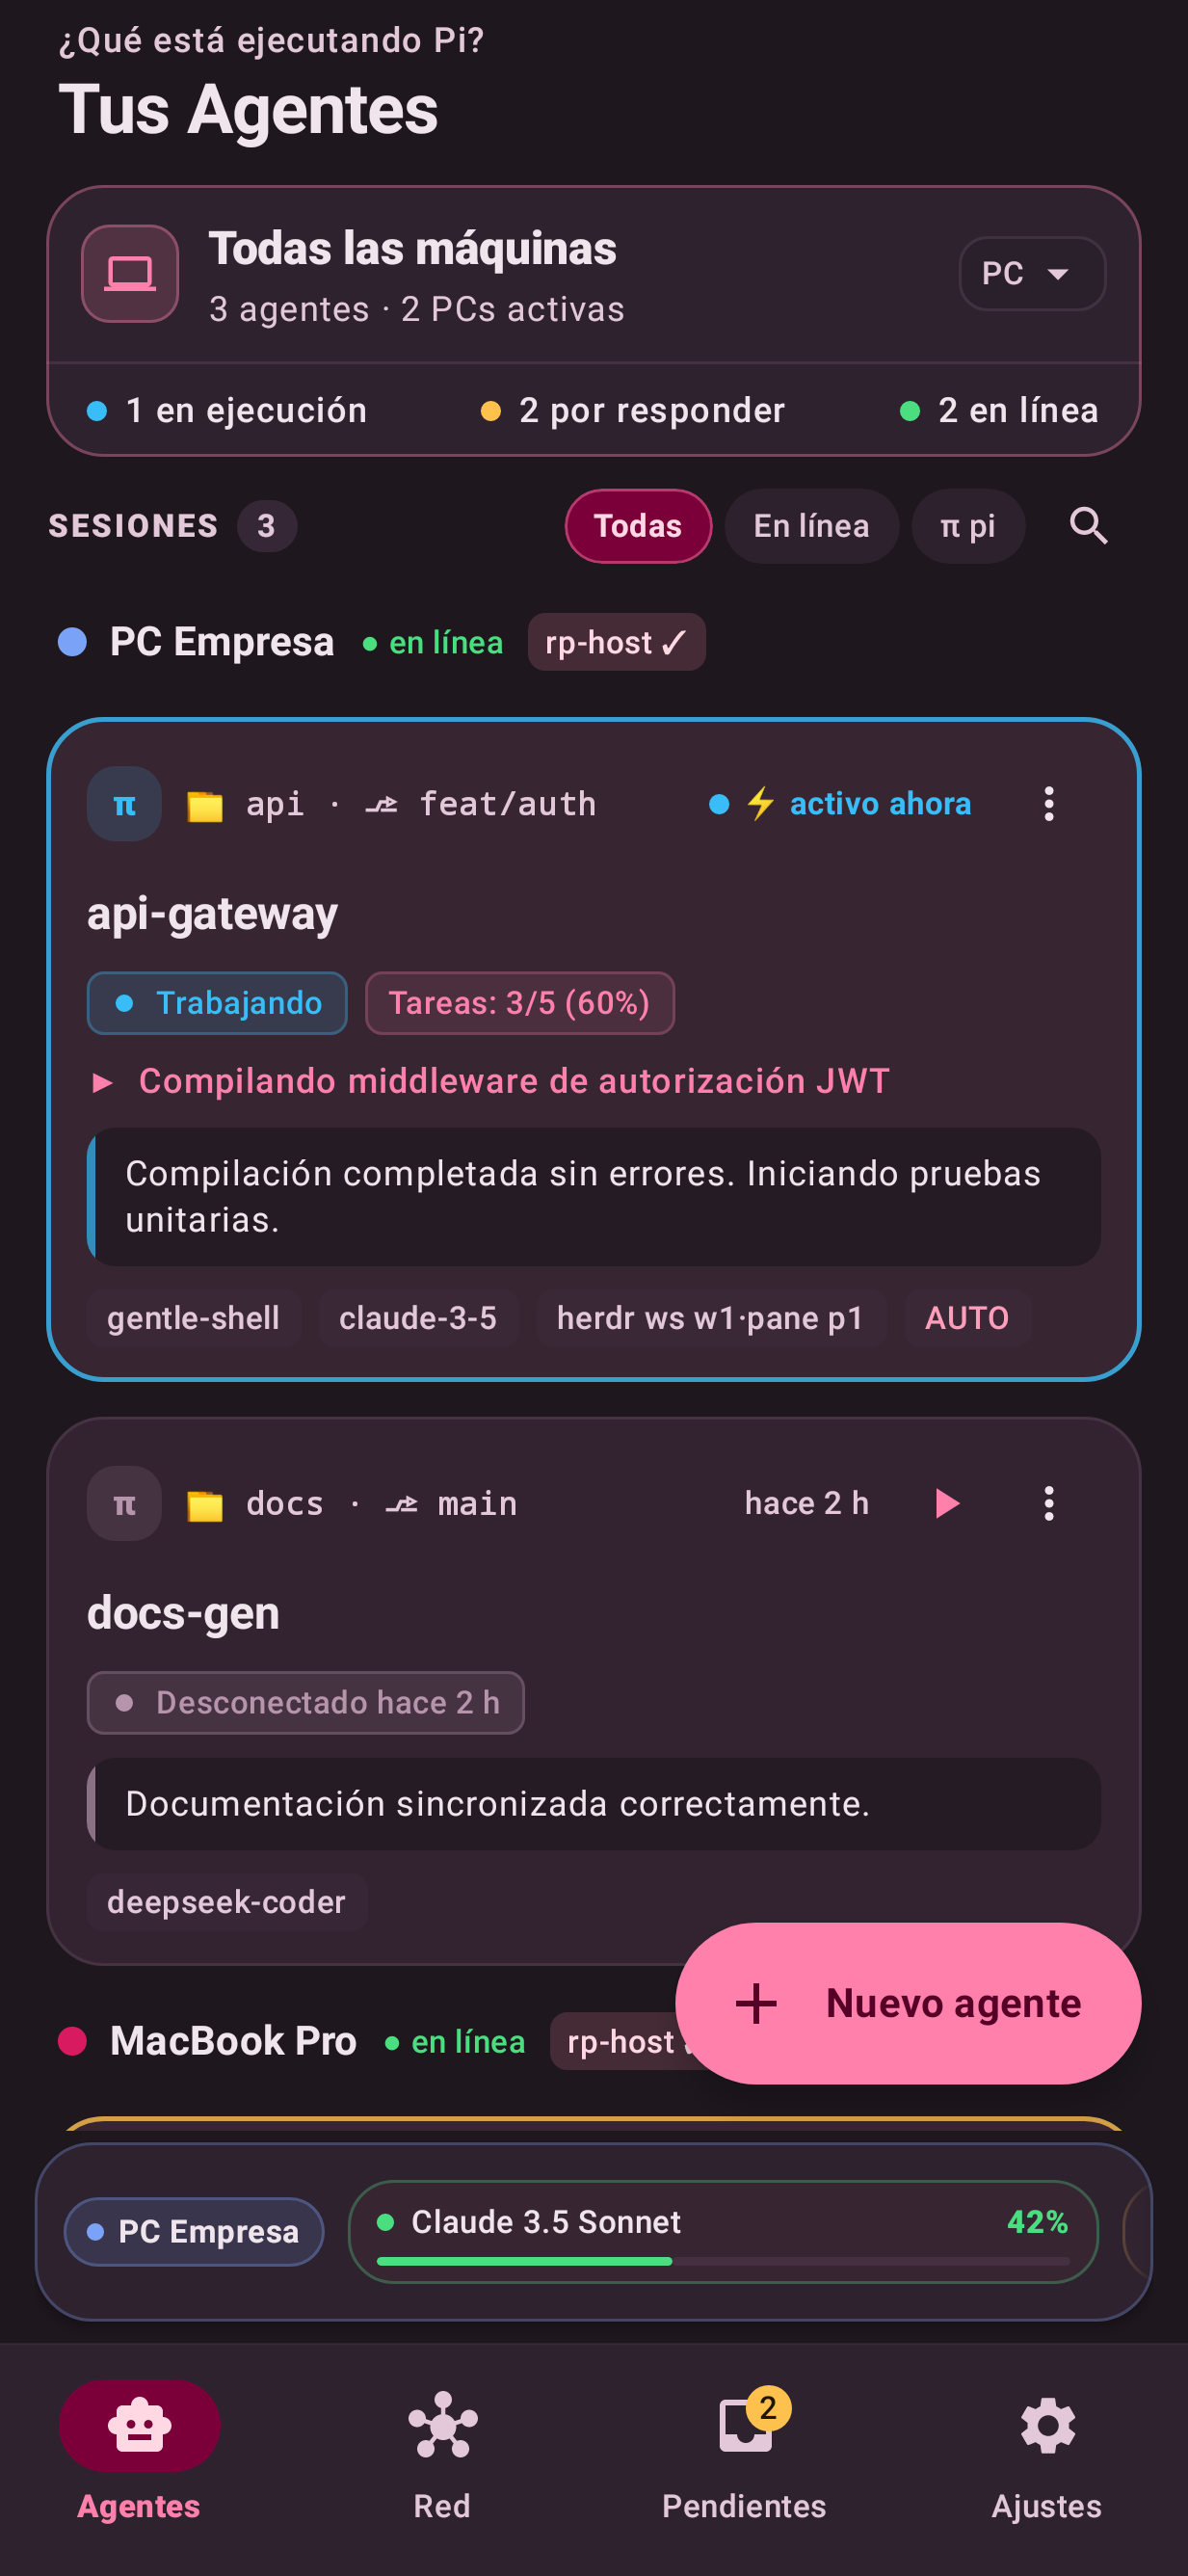 ¿Qué está ejecutando Pi?
Tus Agentes
Todas las máquinas
3 agentes · 2 PCs activas
PC
1 en ejecución
2 por responder
2 en línea
SESIONES 3
Todas
En línea
π pi
PC Empresa
en línea
rp-host ✓
π
api · feat/auth
⚡ activo ahora
api-gateway
Trabajando
Tareas: 3/5 (60%)
► Compilando middleware de autorización JWT
Compilación completada sin errores. Iniciando pruebas
unitarias.
gentle-shell
claude-3-5
herdr ws w1·pane p1
AUTO
π
docs · main
hace 2 h
docs-gen
Desconectado hace 2 h
Documentación sincronizada correctamente.
deepseek-coder
+ Nuevo agente
MacBook Pro
en línea
rp-host
PC Empresa
Claude 3.5 Sonnet
42%
2
Agentes
Red
Pendientes
Ajustes